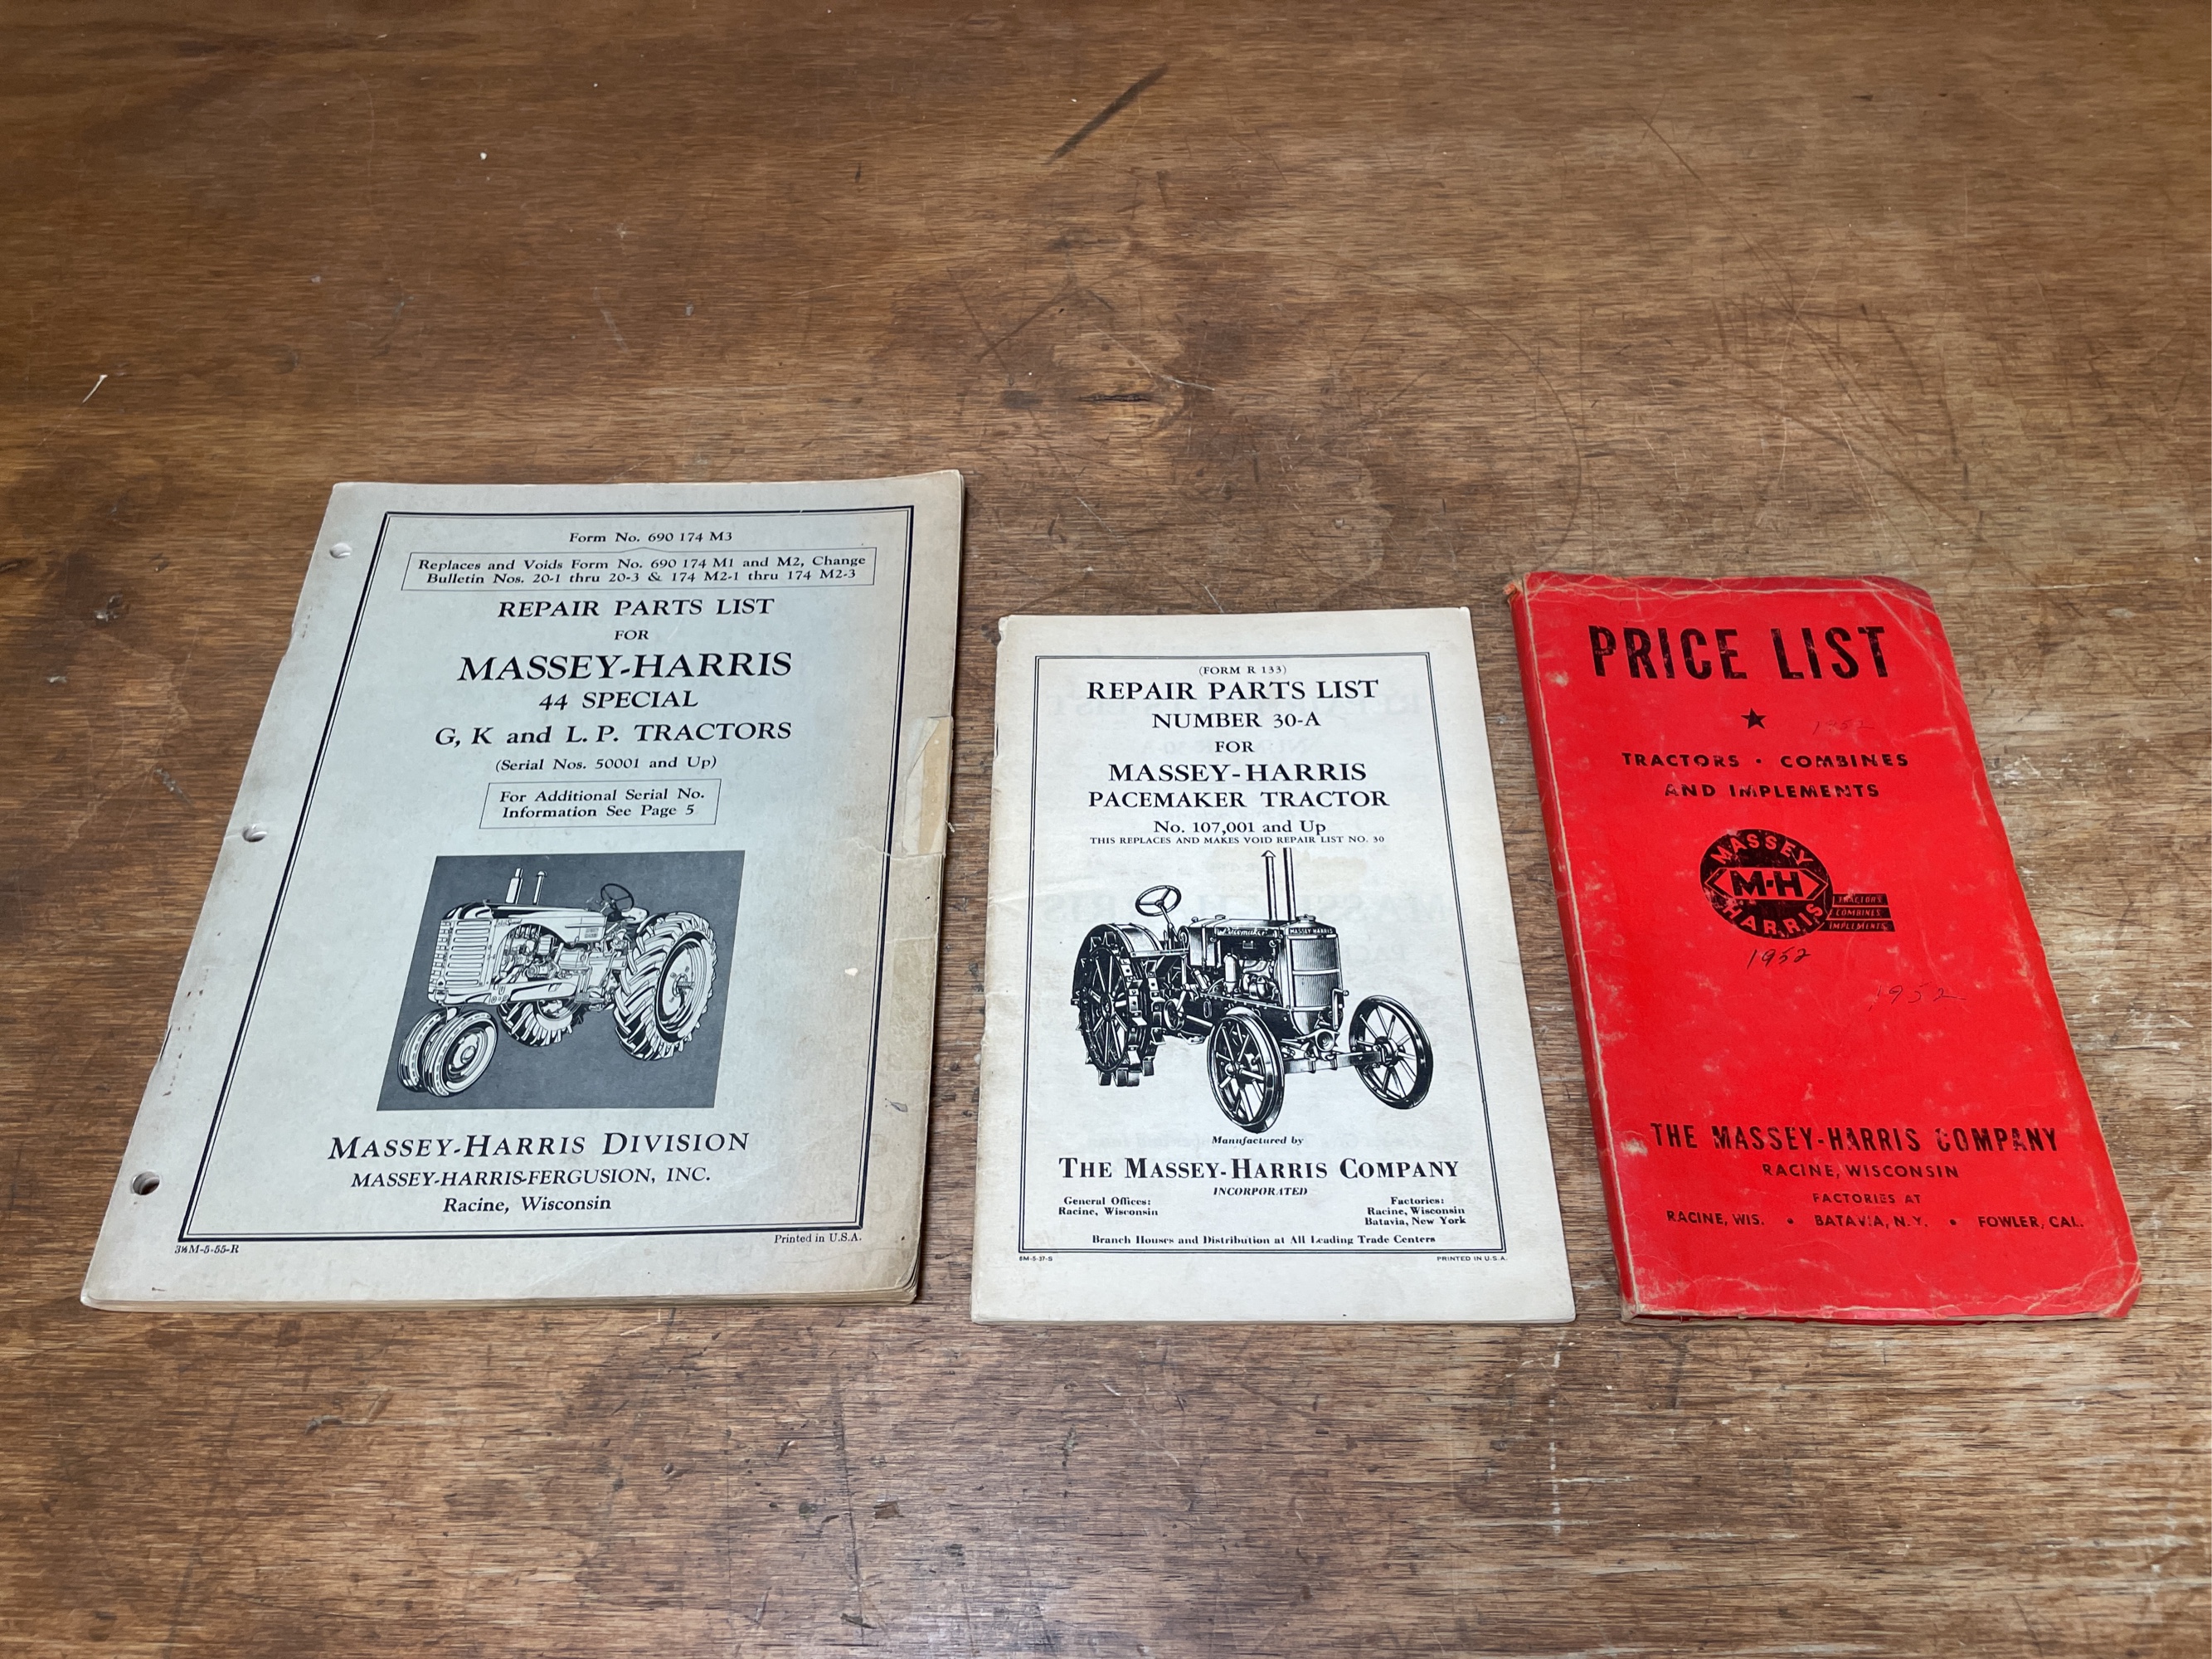 Form No. 690 174 M3
Replaces and Voids Form No. 690 174 M1 and M2, Change
Bulletin Nos. 20-1 thru 20-3 & 174 M2-1 thru 174 M2-3
REPAIR PARTS LIST
FOR
MASSEY-HARRIS
44 SPECIAL
G, K and L. P. TRACTORS
(Serial Nos. 50001 and Up)
For Additional Serial No.
Information See Page 5
MASSEY-HARRIS DIVISION
MASSEY-HARRIS-FERGUSION, INC.
Racine, Wisconsin
3½M-5-55-R
Printed in U.S.A.
(FORM R 133)
REPAIR PARTS LIST
NUMBER 30-A
FOR
MASSEY-HARRIS
PACEMAKER TRACTOR
No. 107,001 and Up
THIS REPLACES AND MAKES VOID REPAIR LIST NO. 30
Pacemaker
MASSEY HARRIS
Manufactured by
THE MASSEY-HARRIS COMPANY
INCORPORATED
General Offices:
Racine, Wisconsin
Factories:
Racine, Wisconsin
Batavia, New York
Branch Houses and Distribution at All Leading Trade Centers
8M-5-37-S
PRINTED IN U.S.A.
PRICE LIST
1952
TRACTORS · COMBINES
AND IMPLEMENTS
MASSEY
M-H
HARRIS
TRACTORS
COMBINES
IMPLEMENTS
1952
1952
THE MASSEY-HARRIS COMPANY
RACINE, WISCONSIN
FACTORIES AT
RACINE, WIS. • BATAVIA, N.Y. • FOWLER, CAL.